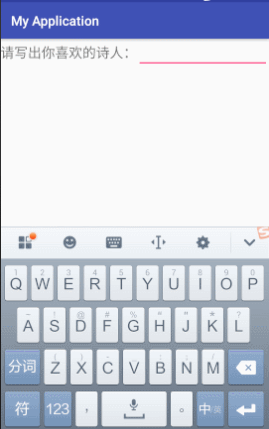 My Application
请写出你喜欢的诗人：
1 2 3 4 5 6 7 8 9 0
Q W E R T Y U I O P
~ ! @ # % " " * ?
A S D F G H J K L
分词 Z X C V B N M
符 123 ， 。 中/英